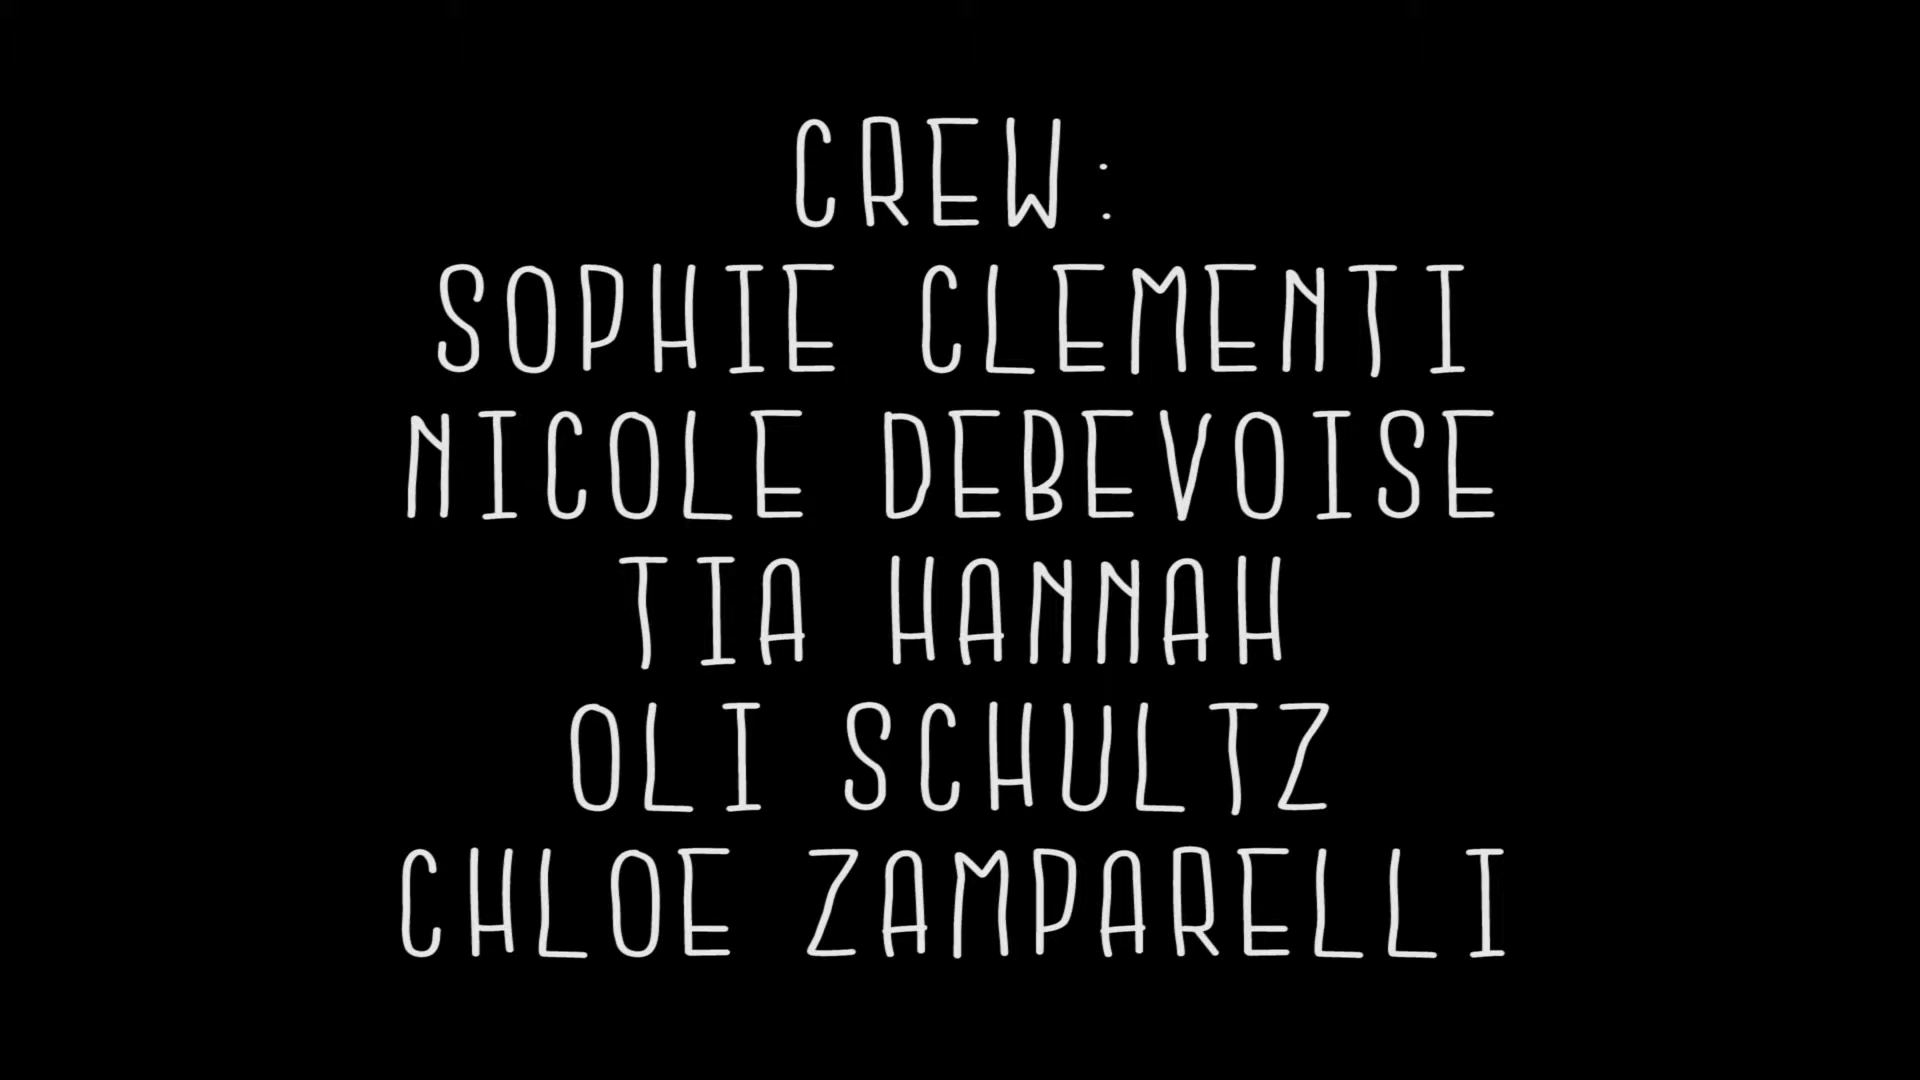 CREW:
SOPHIE CLEMENTI
NICOLE DEBEVOISE
TIA HANNAH
OLI SCHULTZ
CHLOE ZAMPARELLI